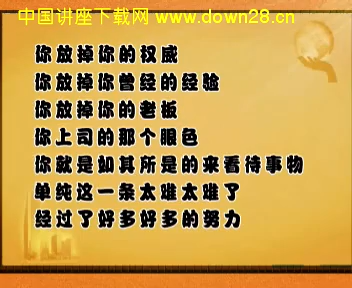 中国讲座下载网 www.down28.cn
你放掉你的权威
你放掉你曾经的经验
你放掉你的老板
你上司的那个眼色
你就是如其所是的来看待事物
单纯这一条太难太难了
经过了好多好多的努力